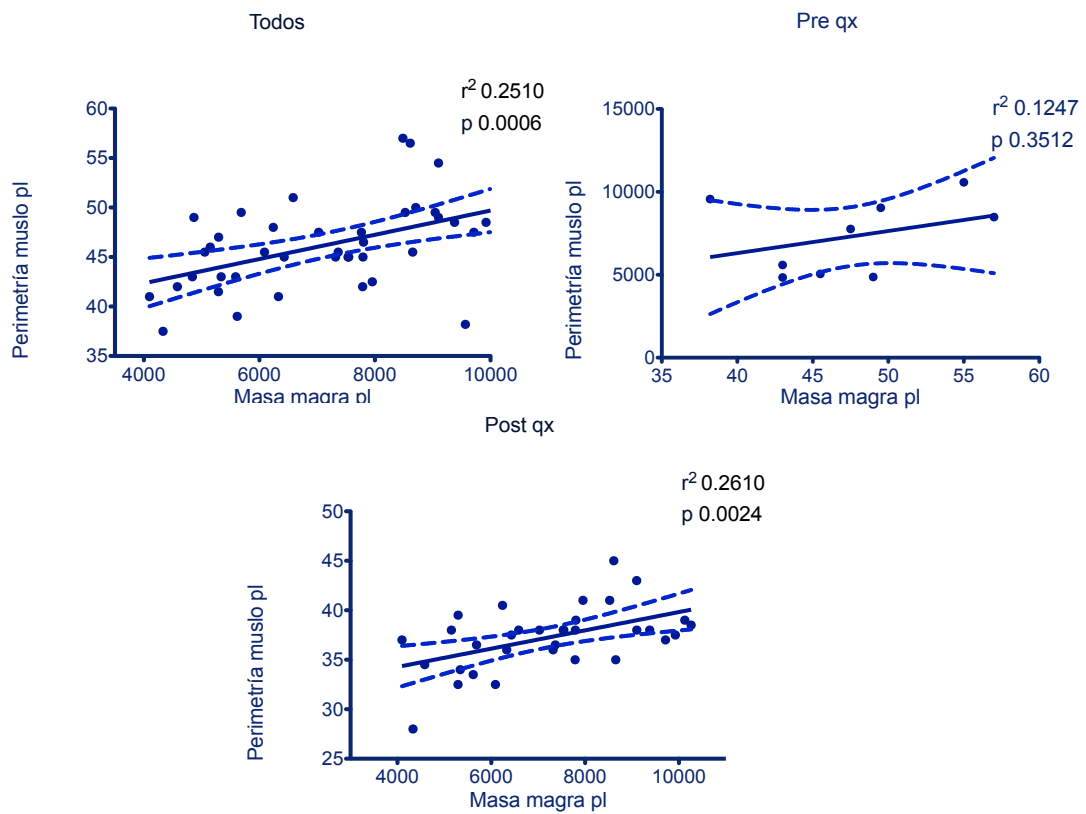 Todos
r2 0.2510
p 0.0006
Perimetría muslo pl
60
55
50
45
40
35
4000 6000 8000 10000
Masa magra pl
Pre qx
r2 0.1247
p 0.3512
Perimetría muslo pl
15000
10000
5000
0
35 40 45 50 55 60
Masa magra pl
Post qx
r2 0.2610
p 0.0024
Perimetría muslo pl
50
45
40
35
30
25
4000 6000 8000 10000
Masa magra pl